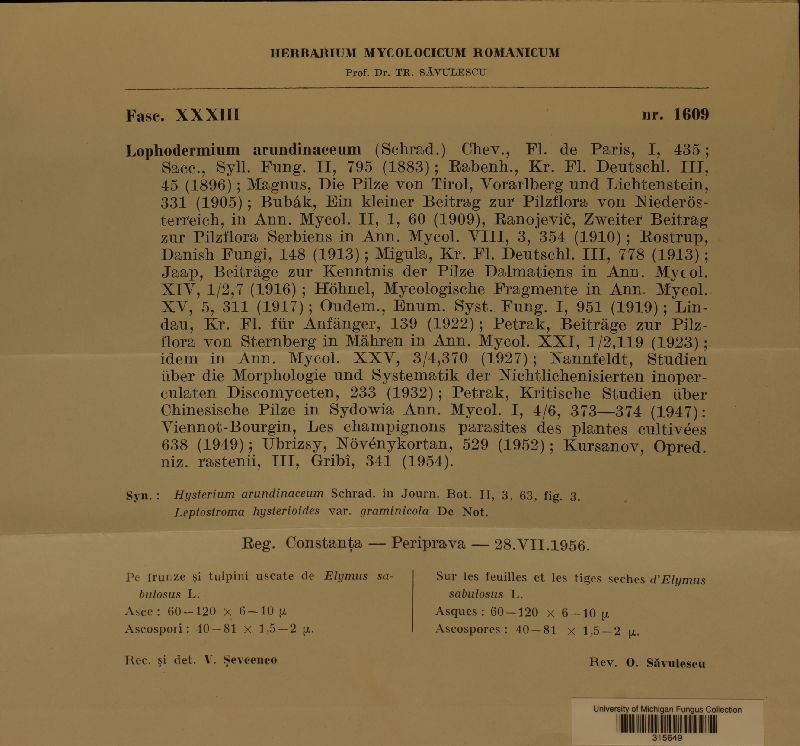 HERBARIUM MYCOLOCICUM ROMANICUM
Prof. Dr. TR. SĂVULESCU
Fasc. XXXIII nr. 1609
Lophodermium arundinaceum (Schrad.) Chev., Fl. de Paris, I, 435;
Sacc., Syll. Fung. II, 795 (1883); Rabenh., Kr. Fl. Deutschl. III,
45 (1896); Magnus, Die Pilze von Tirol, Vorarlberg und Lichtenstein,
331 (1905); Bubák, Ein kleiner Beitrag zur Pilzflora von Niederös-
terreich, in Ann. Mycol. II, 1, 60 (1909), Ranojevič, Zweiter Beitrag
zur Pilzflora Serbiens in Ann. Mycol. VIII, 3, 354 (1910); Rostrup,
Danish Fungi, 148 (1913); Migula, Kr. Fl. Deutschl. III, 778 (1913);
Jaap, Beiträge zur Kenntnis der Pilze Dalmatiens in Ann. Mycol.
XIV, 1/2,7 (1916); Höhnel, Mycologische Fragmente in Ann. Mycol.
XV, 5, 311 (1917); Oudem., Enum. Syst. Fung. I, 951 (1919); Lin-
dau, Kr. Fl. für Anfänger, 139 (1922); Petrak, Beiträge zur Pilz-
flora von Sternberg in Mähren in Ann. Mycol. XXI, 1/2,119 (1923);
idem in Ann. Mycol. XXV, 3/4,370 (1927); Nannfeldt, Studien
über die Morphologie und Systematik der Nichtlichenisierten inoper-
culaten Discomyceten, 233 (1932); Petrak, Kritische Studien über
Chinesische Pilze in Sydowia Ann. Mycol. I, 4/6, 373—374 (1947):
Viennot-Bourgin, Les champignons parasites des plantes cultivées
638 (1949); Ubrizsy, Növénykortan, 529 (1952); Kursanov, Opred.
niz. rastenii, III, Gribî, 341 (1954).
Syn.: Hysterium arundinaceum Schrad. in Journ. Bot. II, 3, 63, fig. 3.
Leptostroma hysterioides var. graminicola De Not.
Reg. Constanța — Periprava — 28.VII.1956.
Pe frunze și tulpini uscate de Elymus sa-
bulosus L.
Asce: 60—120 × 6—10 μ
Ascospori: 40—81 × 1,5—2 μ.
Rec. și det. V. Șevcenco
Sur les feuilles et les tiges seches d'Elymus
sabulosus L.
Asques: 60—120 × 6—10 μ
Ascospores: 40—81 × 1,5—2 μ.
Rev. O. Săvulescu
University of Michigan Fungus Collection
315649